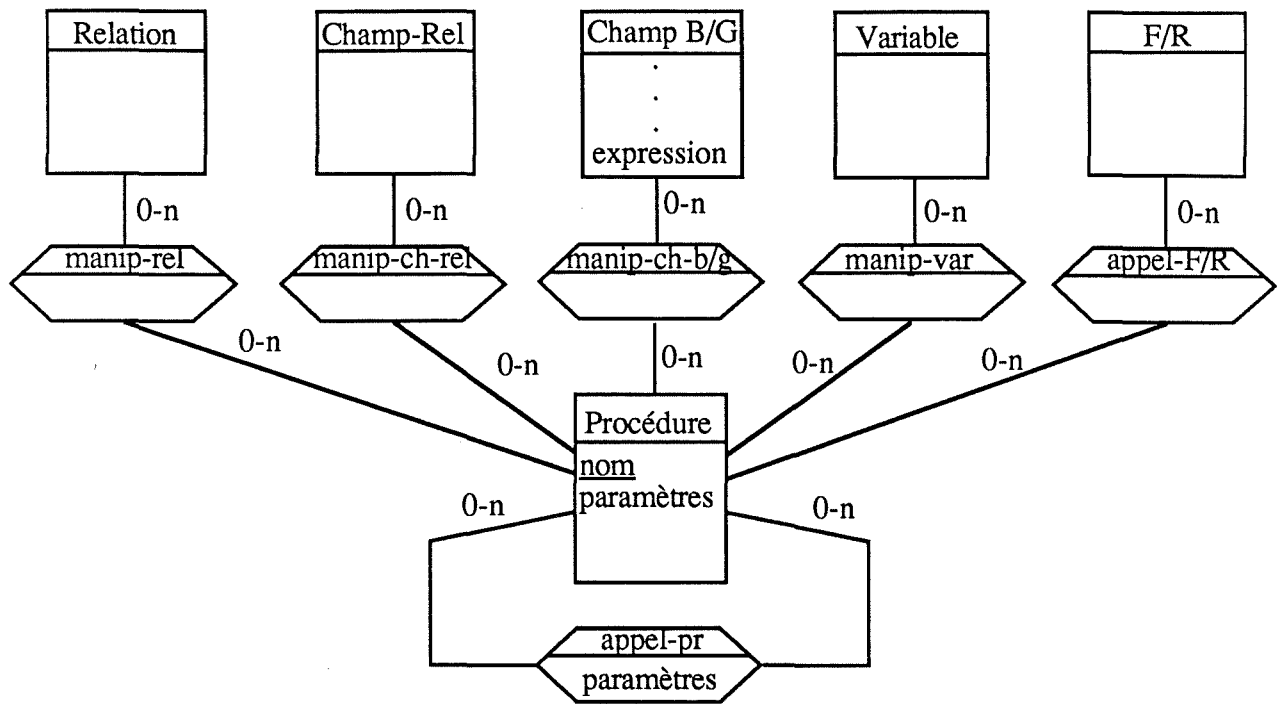 Relation
Champ-Rel
Champ B/G
Variable
F/R
.
.
.
expression
0-n
0-n
0-n
0-n
0-n
manip-rel
manip-ch-rel
manip-ch-b/g
manip-var
appel-F/R
0-n
0-n
0-n
0-n
0-n
Procédure
nom
paramètres
0-n
0-n
appel-pr
paramètres